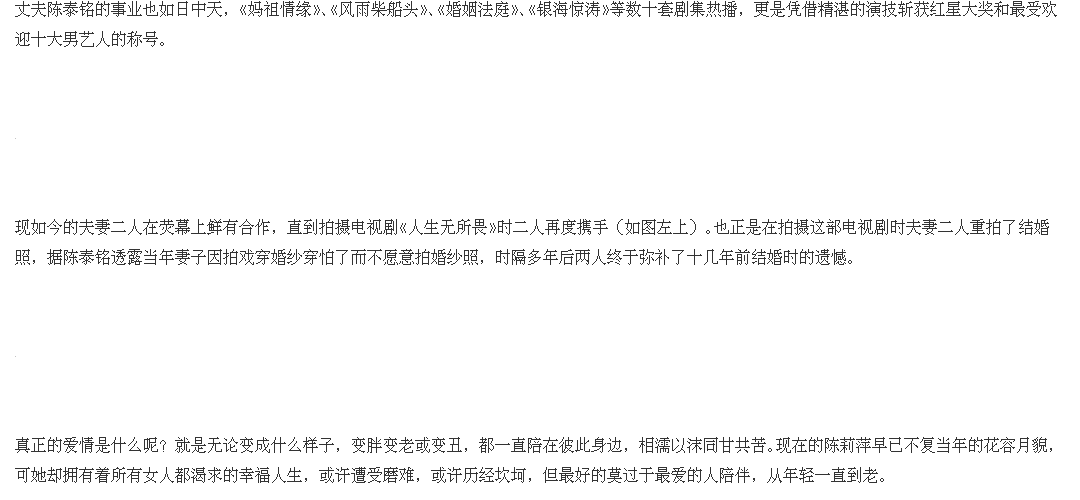 丈夫陈泰铭的事业也如日中天，《妈祖情缘》、《风雨柴船头》、《婚姻法庭》、《银海惊涛》等数十套剧集热播，更是凭借精湛的演技斩获红星大奖和最受欢
迎十大男艺人的称号。
现如今的夫妻二人在荧幕上鲜有合作，直到拍摄电视剧《人生无所畏》时二人再度携手（如图左上）。也正是在拍摄这部电视剧时夫妻二人重拍了结婚
照，据陈泰铭透露当年妻子因拍戏穿婚纱穿怕了而不愿意拍婚纱照，时隔多年后两人终于弥补了十几年前结婚时的遗憾。
真正的爱情是什么呢？就是无论变成什么样子，变胖变老或变丑，都一直陪在彼此身边，相濡以沫同甘共苦。现在的陈莉萍早已不复当年的花容月貌，
可她却拥有着所有女人都渴求的幸福人生，或许遭受磨难，或许历经坎坷，但最好的莫过于最爱的人陪伴，从年轻一直到老。